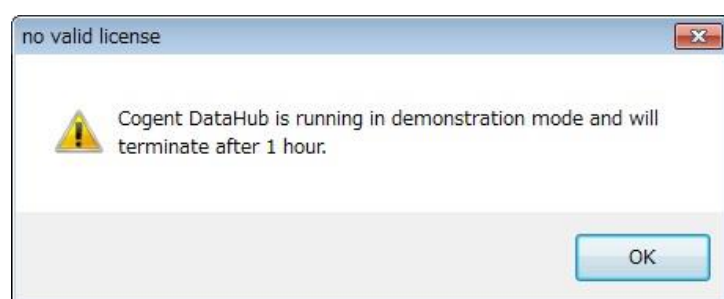 no valid license
Cogent DataHub is running in demonstration mode and will
terminate after 1 hour.
OK